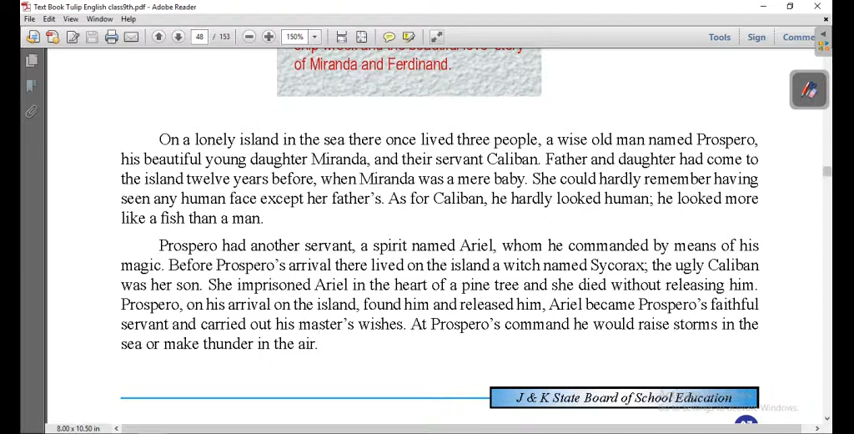 Text Book Tulip English class9th.pdf - Adobe Reader
File Edit View Window Help
48 / 153 150% Tools Sign Comme
of Miranda and Ferdinand.
On a lonely island in the sea there once lived three people, a wise old man named Prospero,
his beautiful young daughter Miranda, and their servant Caliban. Father and daughter had come to
the island twelve years before, when Miranda was a mere baby. She could hardly remember having
seen any human face except her father's. As for Caliban, he hardly looked human; he looked more
like a fish than a man.
Prospero had another servant, a spirit named Ariel, whom he commanded by means of his
magic. Before Prospero's arrival there lived on the island a witch named Sycorax; the ugly Caliban
was her son. She imprisoned Ariel in the heart of a pine tree and she died without releasing him.
Prospero, on his arrival on the island, found him and released him, Ariel became Prospero's faithful
servant and carried out his master's wishes. At Prospero's command he would raise storms in the
sea or make thunder in the air.
J & K State Board of School Education
8.00 x 10.50 in